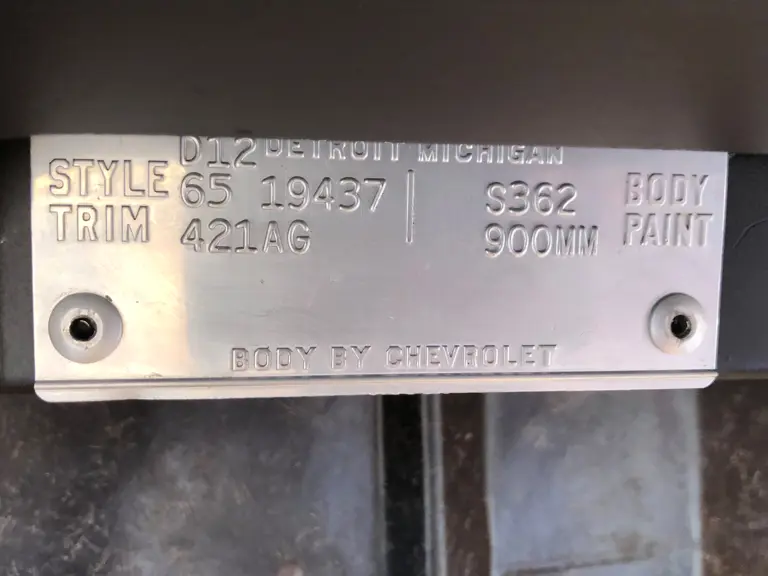 D12 DETROIT MICHIGAN
STYLE 65 19437 | S362 BODY
TRIM 421AG 900MM PAINT
BODY BY CHEVROLET